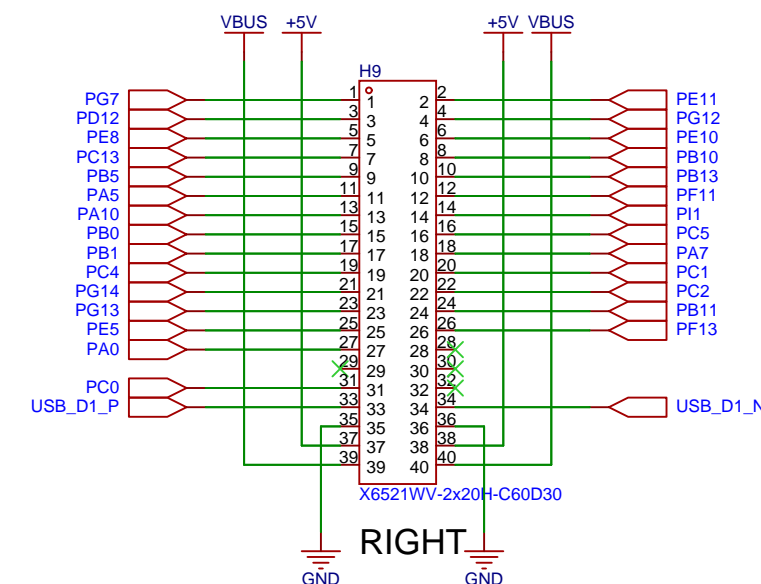 VBUS +5V +5V VBUS
H9
PG7 1 1 2 2 PE11
PD12 3 3 4 4 PG12
PE8 5 5 6 6 PE10
PC13 7 7 8 8 PB10
PB5 9 9 10 10 PB13
PA5 11 11 12 12 PF11
PA10 13 13 14 14 PI1
PB0 15 15 16 16 PC5
PB1 17 17 18 18 PA7
PC4 19 19 20 20 PC1
PG14 21 21 22 22 PC2
PG13 23 23 24 24 PB11
PE5 25 25 26 26 PF13
PA0 27 27 28 28
29 29 30 30
PC0 31 31 32 32
USB_D1_P 33 33 34 34 USB_D1_N
35 35 36 36
37 37 38 38
39 39 40 40
X6521WV-2x20H-C60D30
RIGHT
GND GND